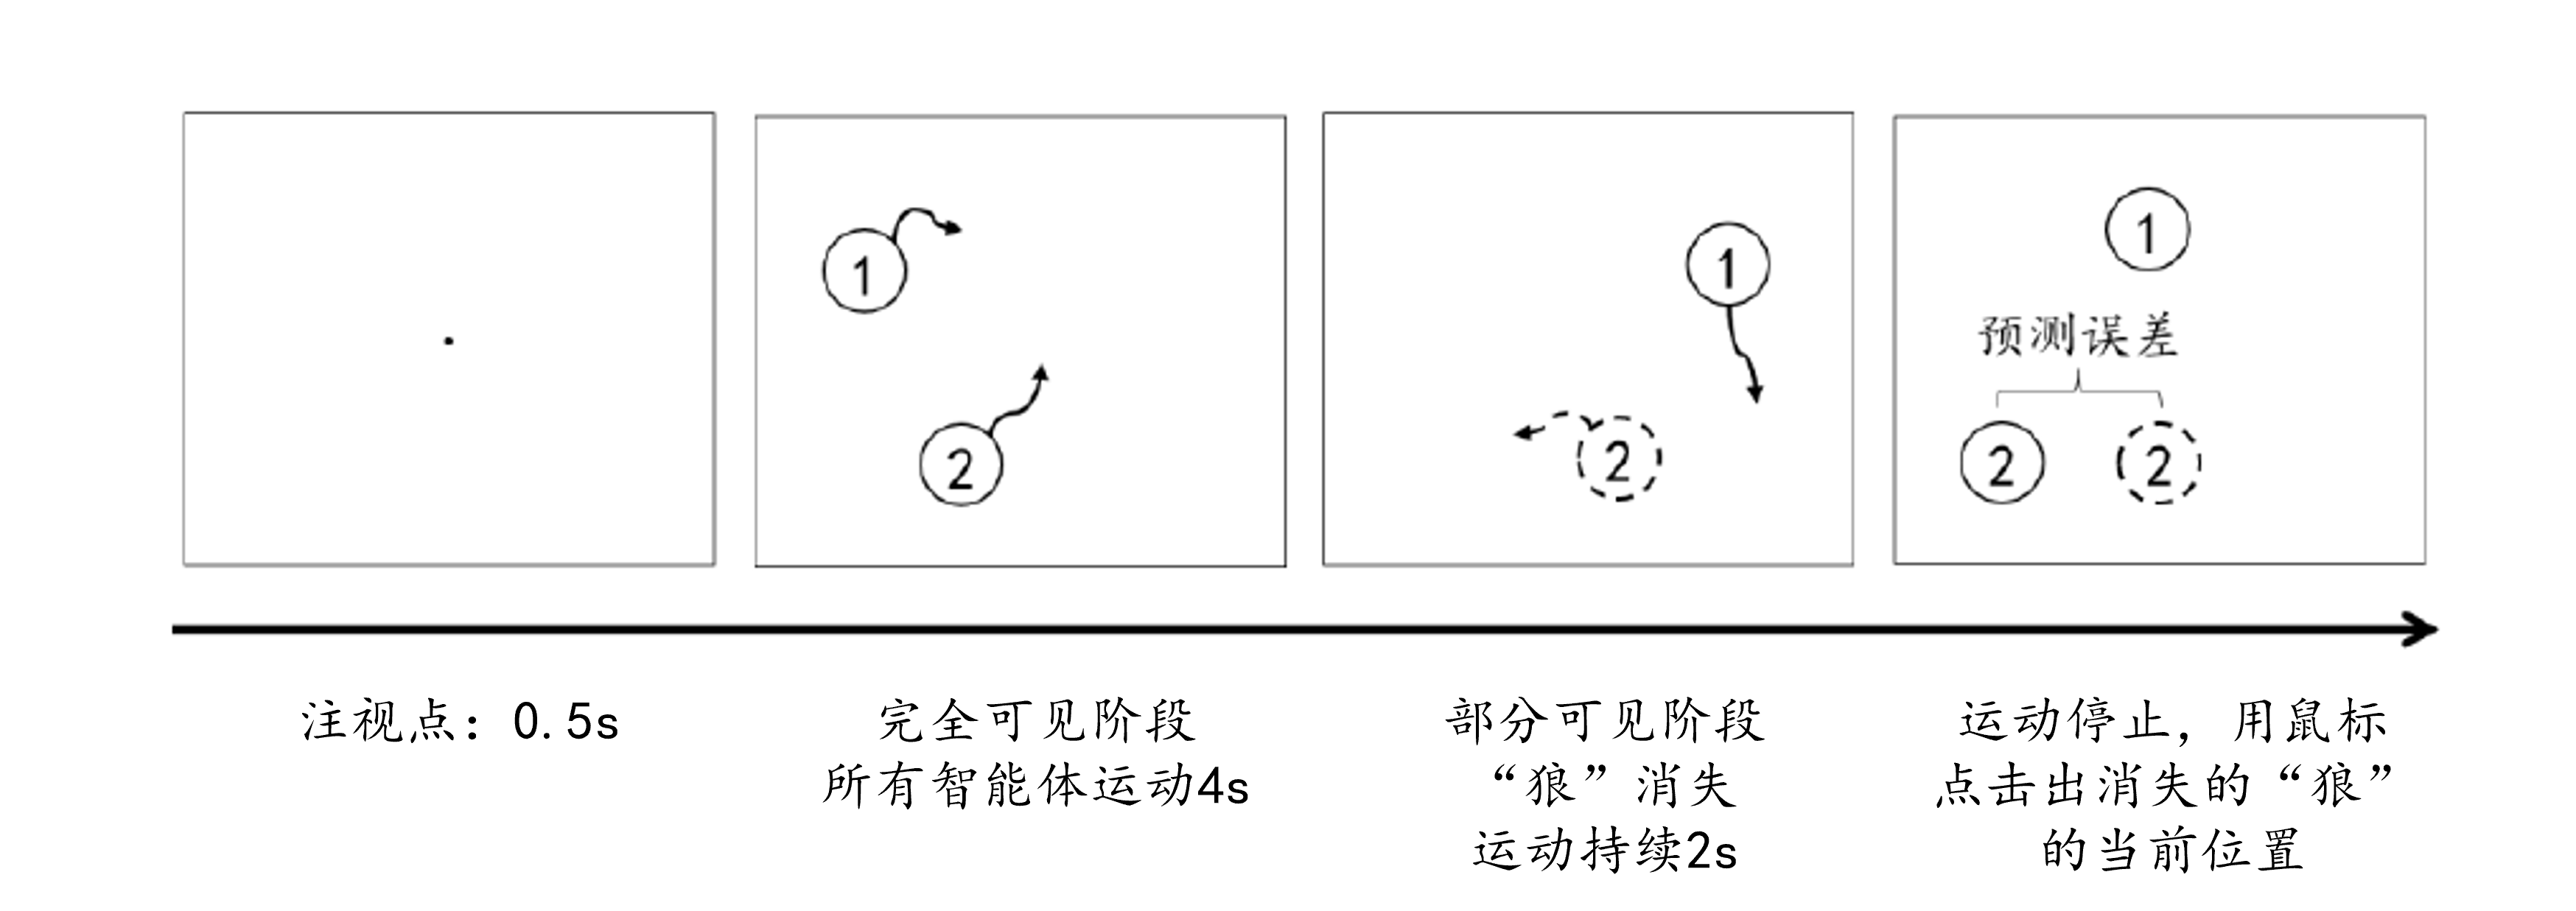 1
2
1
2
1
预测误差
2
2
注视点：0.5s
完全可见阶段
所有智能体运动4s
部分可见阶段
“狼”消失
运动持续2s
运动停止，用鼠标
点击出消失的“狼”
的当前位置